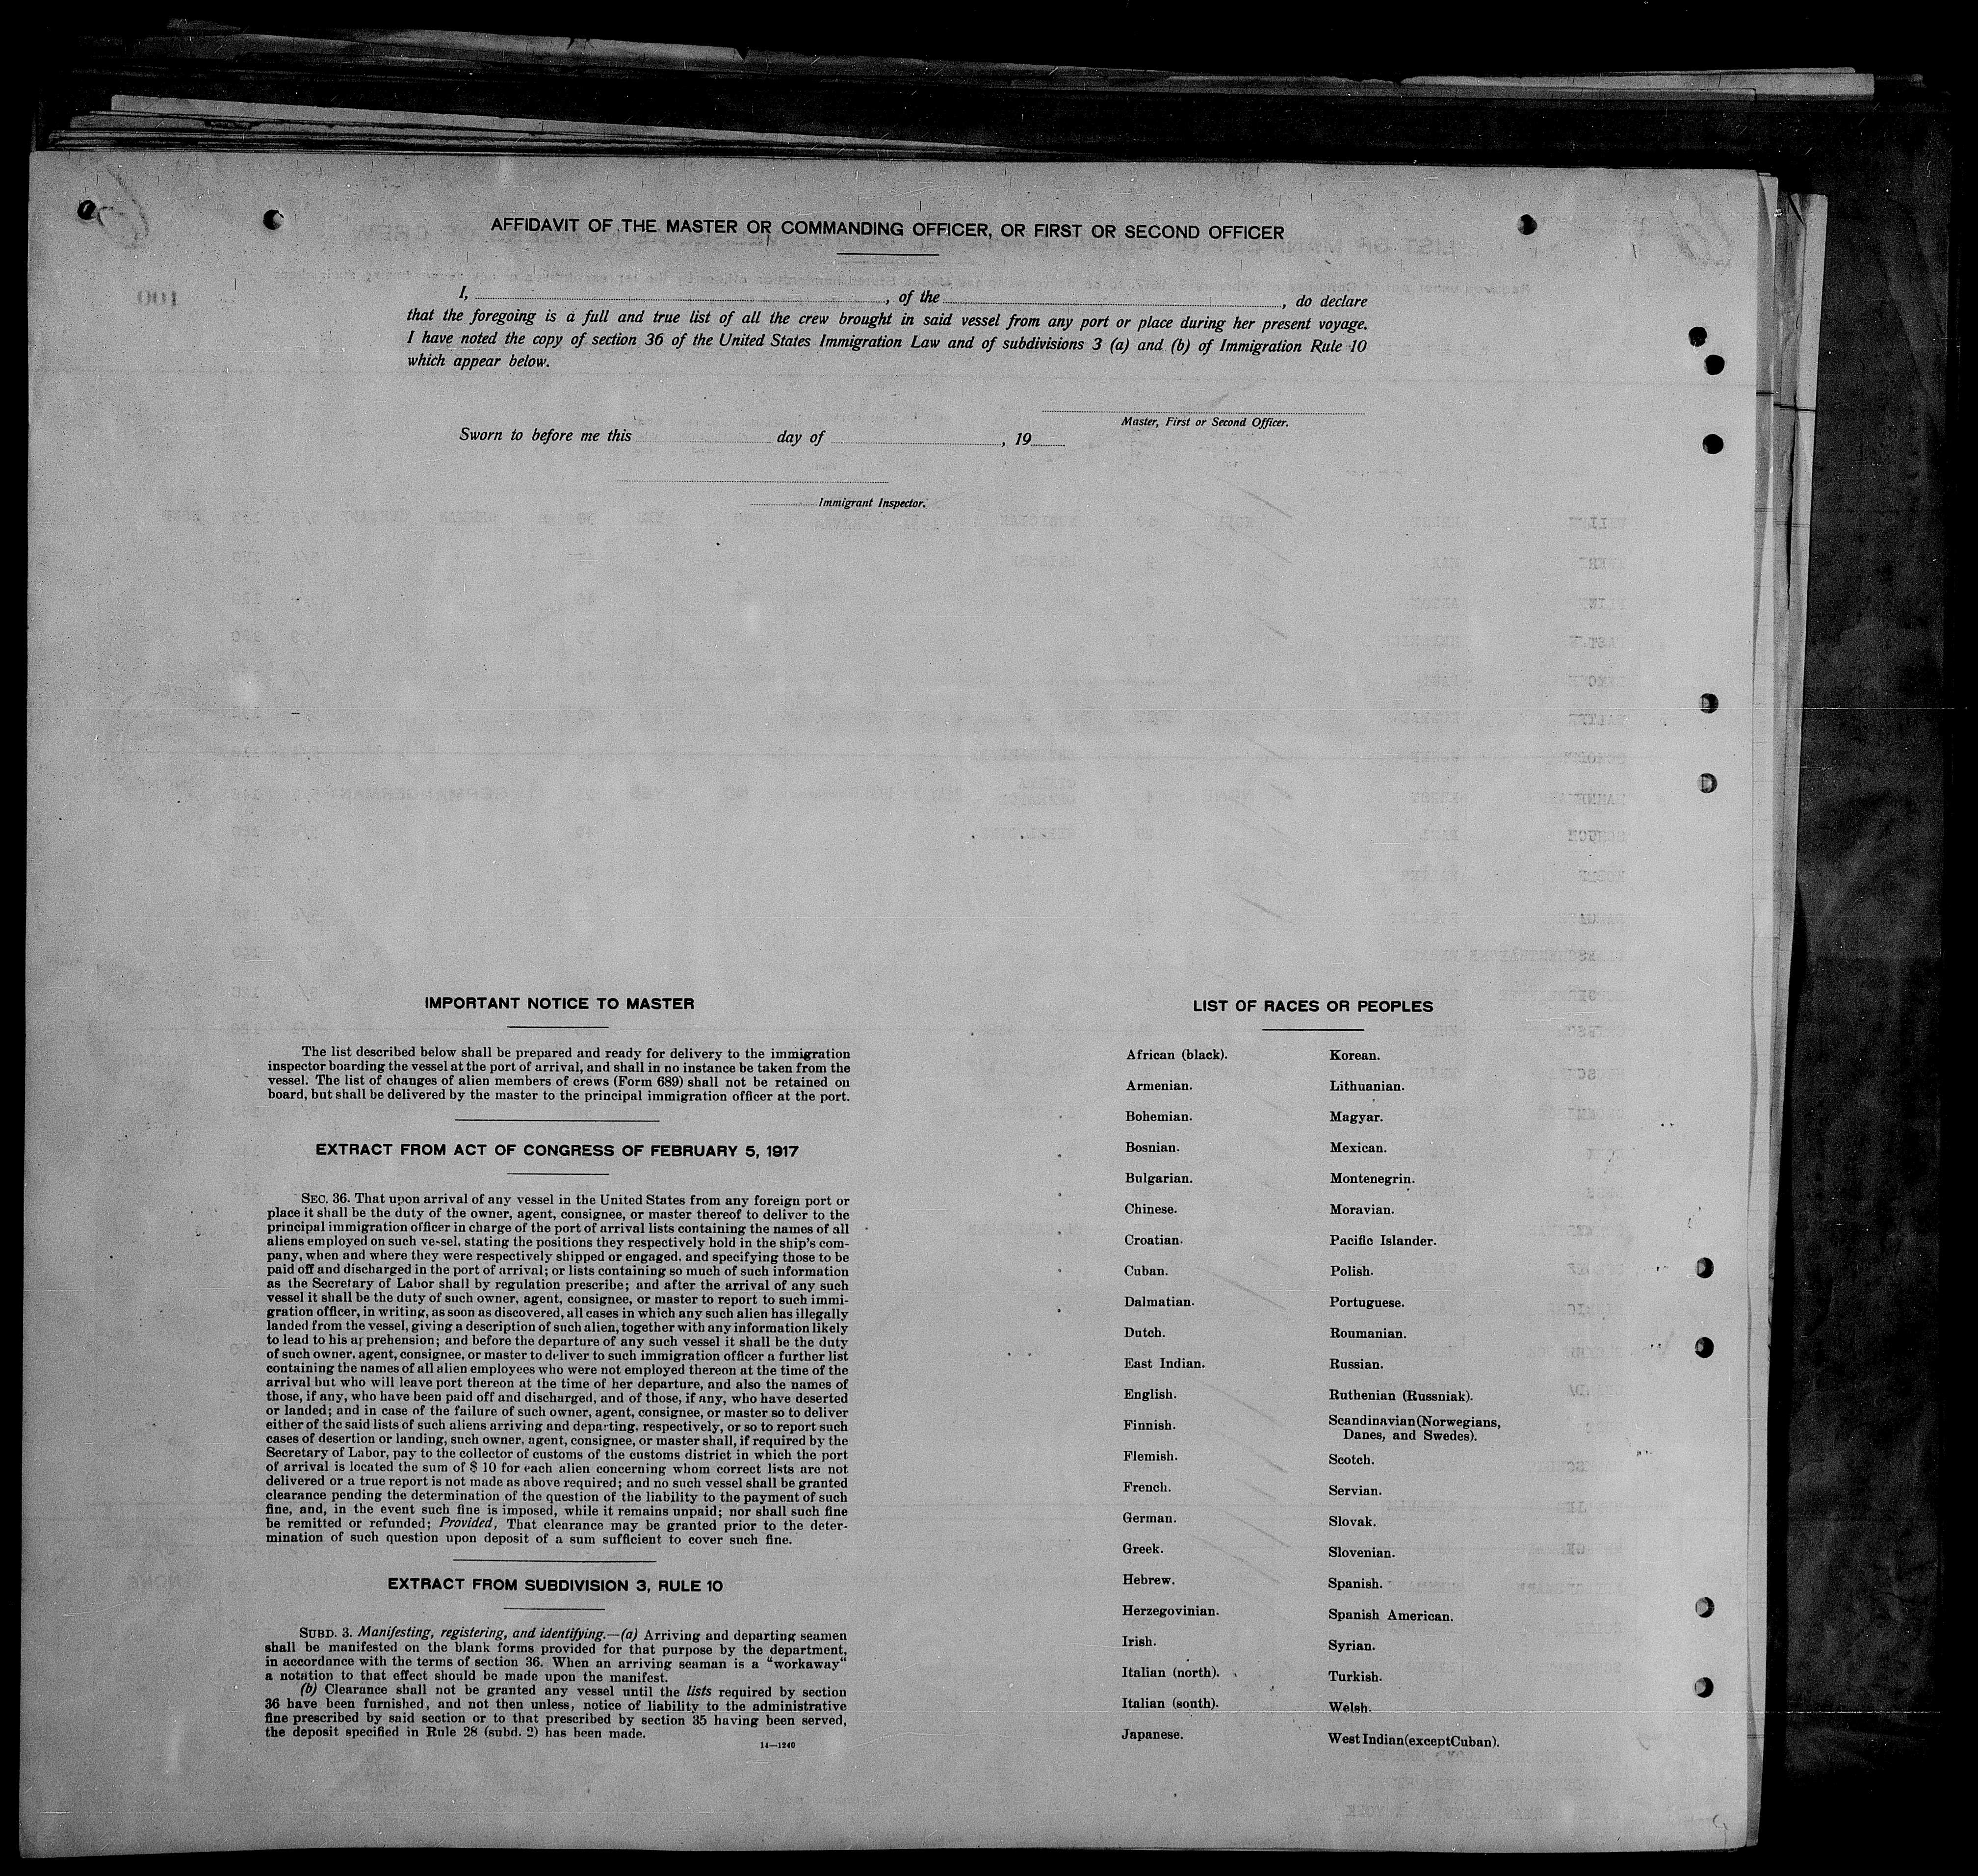 AFFIDAVIT OF THE MASTER OR COMMANDING OFFICER, OR FIRST OR SECOND OFFICER
I, , of the , do declare
that the foregoing is a full and true list of all the crew brought in said vessel from any port or place during her present voyage.
I have noted the copy of section 36 of the United States Immigration Law and of subdivisions 3 (a) and (b) of Immigration Rule 10
which appear below.
Master, First or Second Officer.
Sworn to before me this day of , 19
Immigrant Inspector.
IMPORTANT NOTICE TO MASTER
The list described below shall be prepared and ready for delivery to the immigration
inspector boarding the vessel at the port of arrival, and shall in no instance be taken from the
vessel. The list of changes of alien members of crews (Form 689) shall not be retained on
board, but shall be delivered by the master to the principal immigration officer at the port.
EXTRACT FROM ACT OF CONGRESS OF FEBRUARY 5, 1917
SEC. 36. That upon arrival of any vessel in the United States from any foreign port or
place it shall be the duty of the owner, agent, consignee, or master thereof to deliver to the
principal immigration officer in charge of the port of arrival lists containing the names of all
aliens employed on such vessel, stating the positions they respectively hold in the ship's com-
pany, when and where they were respectively shipped or engaged, and specifying those to be
paid off and discharged in the port of arrival; or lists containing so much of such information
as the Secretary of Labor shall by regulation prescribe; and after the arrival of any such
vessel it shall be the duty of such owner, agent, consignee, or master to report to such immi-
gration officer, in writing, as soon as discovered, all cases in which any such alien has illegally
landed from the vessel, giving a description of such alien, together with any information likely
to lead to his apprehension; and before the departure of any such vessel it shall be the duty
of such owner, agent, consignee, or master to deliver to such immigration officer a further list
containing the names of all alien employees who were not employed thereon at the time of the
arrival but who will leave port thereon at the time of her departure, and also the names of
those, if any, who have been paid off and discharged, and of those, if any, who have deserted
or landed; and in case of the failure of such owner, agent, consignee, or master so to deliver
either of the said lists of such aliens arriving and departing, respectively, or so to report such
cases of desertion or landing, such owner, agent, consignee, or master shall, if required by the
Secretary of Labor, pay to the collector of customs of the customs district in which the port
of arrival is located the sum of $ 10 for each alien concerning whom correct lists are not
delivered or a true report is not made as above required; and no such vessel shall be granted
clearance pending the determination of the question of the liability to the payment of such
fine, and, in the event such fine is imposed, while it remains unpaid; nor shall such fine
be remitted or refunded; Provided, That clearance may be granted prior to the deter-
mination of such question upon deposit of a sum sufficient to cover such fine.
EXTRACT FROM SUBDIVISION 3, RULE 10
SUBD. 3. Manifesting, registering, and identifying.—(a) Arriving and departing seamen
shall be manifested on the blank forms provided for that purpose by the department,
in accordance with the terms of section 36. When an arriving seaman is a "workaway"
a notation to that effect should be made upon the manifest.
(b) Clearance shall not be granted any vessel until the lists required by section
36 have been furnished, and not then unless, notice of liability to the administrative
fine prescribed by said section or to that prescribed by section 35 having been served,
the deposit specified in Rule 28 (subd. 2) has been made.
14—1240
LIST OF RACES OR PEOPLES
African (black).
Armenian.
Bohemian.
Bosnian.
Bulgarian.
Chinese.
Croatian.
Cuban.
Dalmatian.
Dutch.
East Indian.
English.
Finnish.
Flemish.
French.
German.
Greek.
Hebrew.
Herzegovinian.
Irish.
Italian (north).
Italian (south).
Japanese.
Korean.
Lithuanian.
Magyar.
Mexican.
Montenegrin.
Moravian.
Pacific Islander.
Polish.
Portuguese.
Roumanian.
Russian.
Ruthenian (Russniak).
Scandinavian (Norwegians,
Danes, and Swedes).
Scotch.
Servian.
Slovak.
Slovenian.
Spanish.
Spanish American.
Syrian.
Turkish.
Welsh.
West Indian (except Cuban).